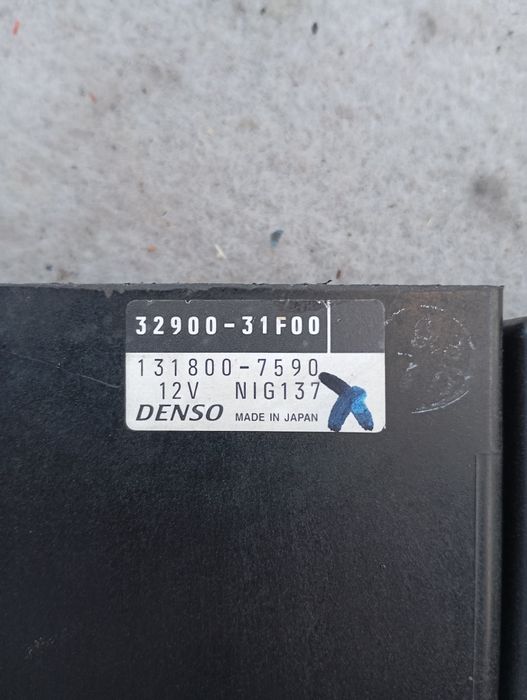 32900-31F00
131800-7590
12V NIG137
DENSO MADE IN JAPAN